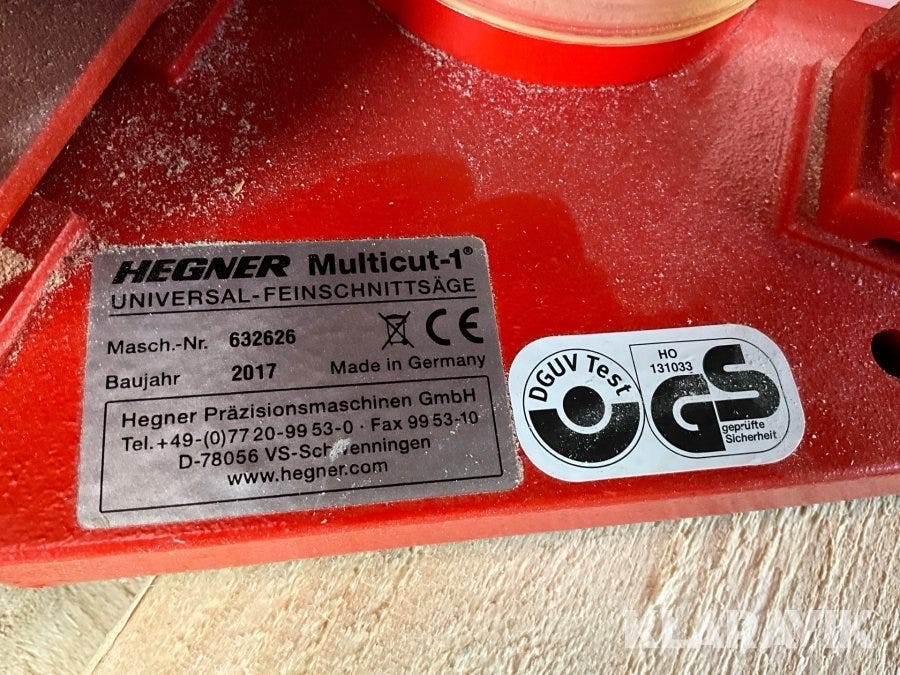 HEGNER Multicut-1®
UNIVERSAL-FEINSCHNITTSÄGE
Masch.-Nr. 632626
CE
Baujahr 2017 Made in Germany
Hegner Präzisionsmaschinen GmbH
Tel. +49-(0)77 20-99 53-0 · Fax 99 53-10
D-78056 VS-Schwenningen
www.hegner.com
DGUV Test
HO
131033
GS
geprüfte
Sicherheit
KLARAVIK